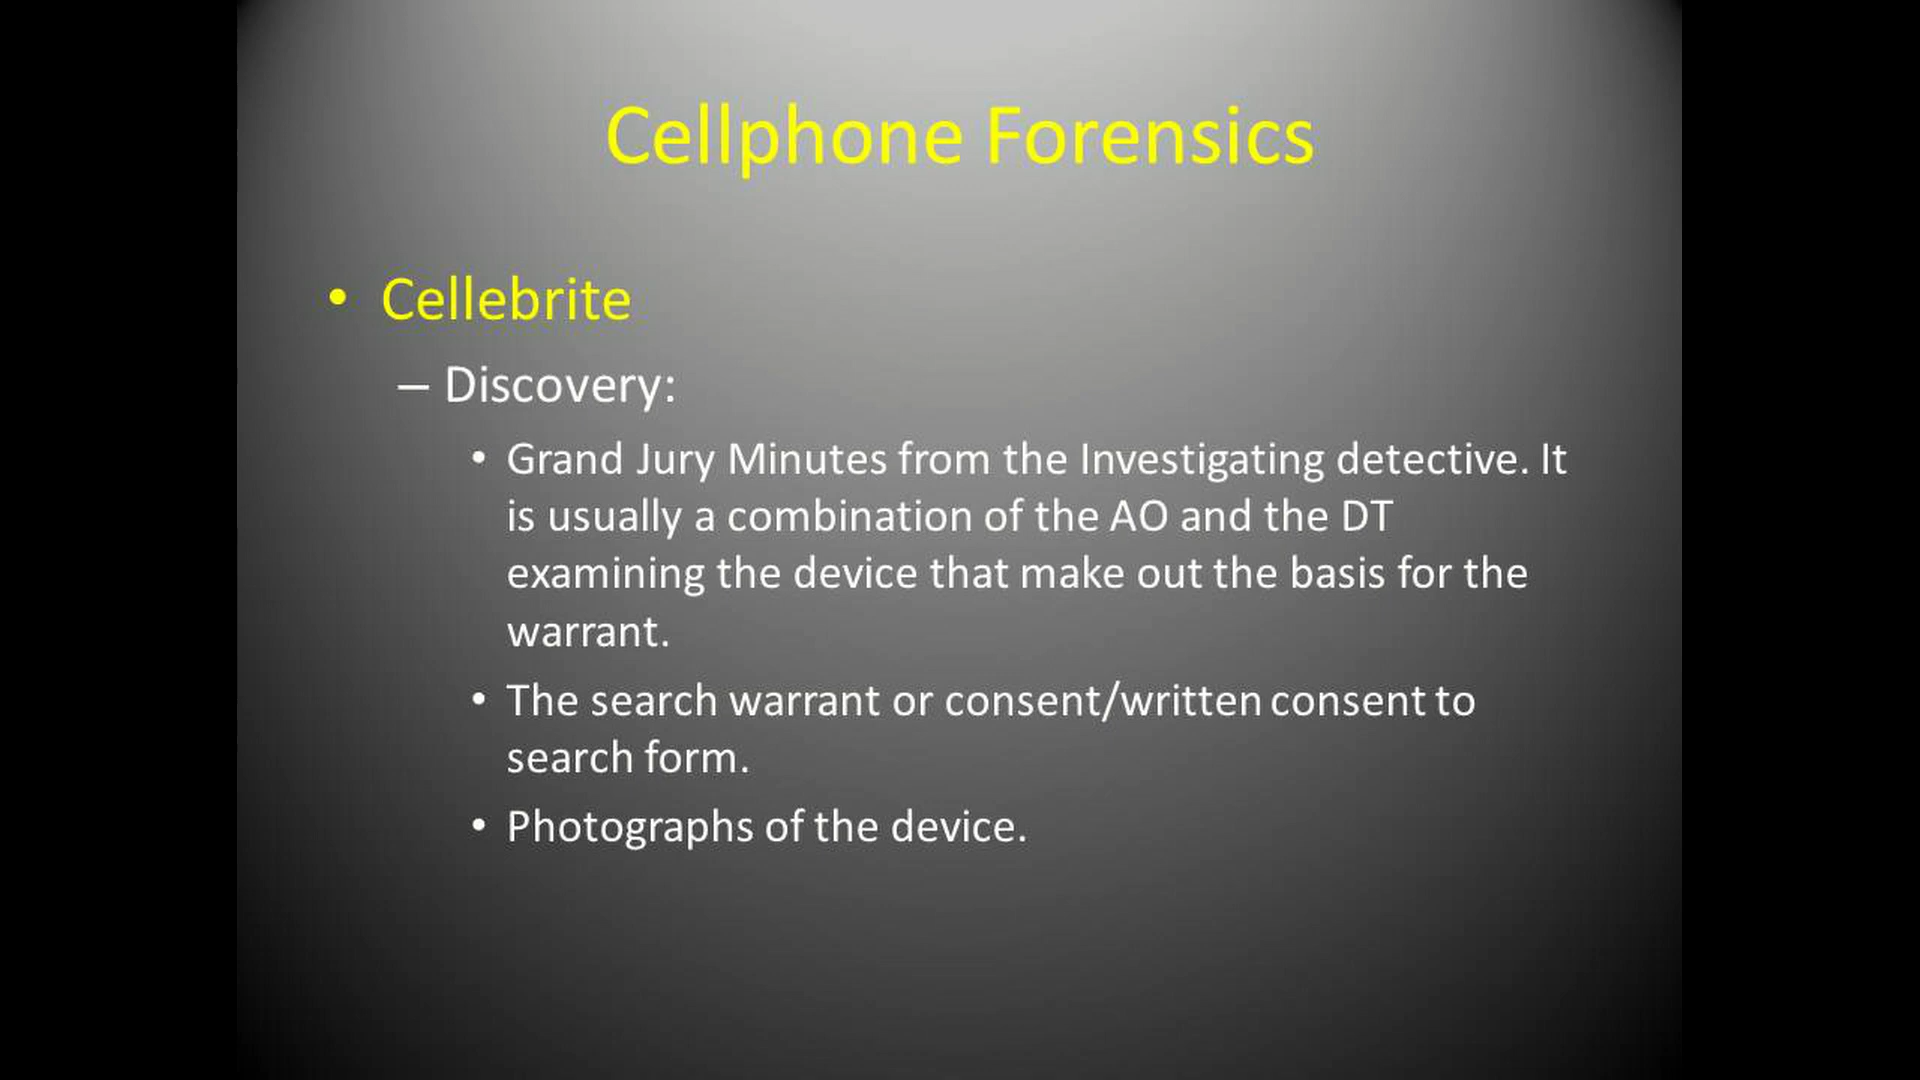 Cellphone Forensics
• Cellebrite
– Discovery:
• Grand Jury Minutes from the Investigating detective. It
is usually a combination of the AO and the DT
examining the device that make out the basis for the
warrant.
• The search warrant or consent/written consent to
search form.
• Photographs of the device.